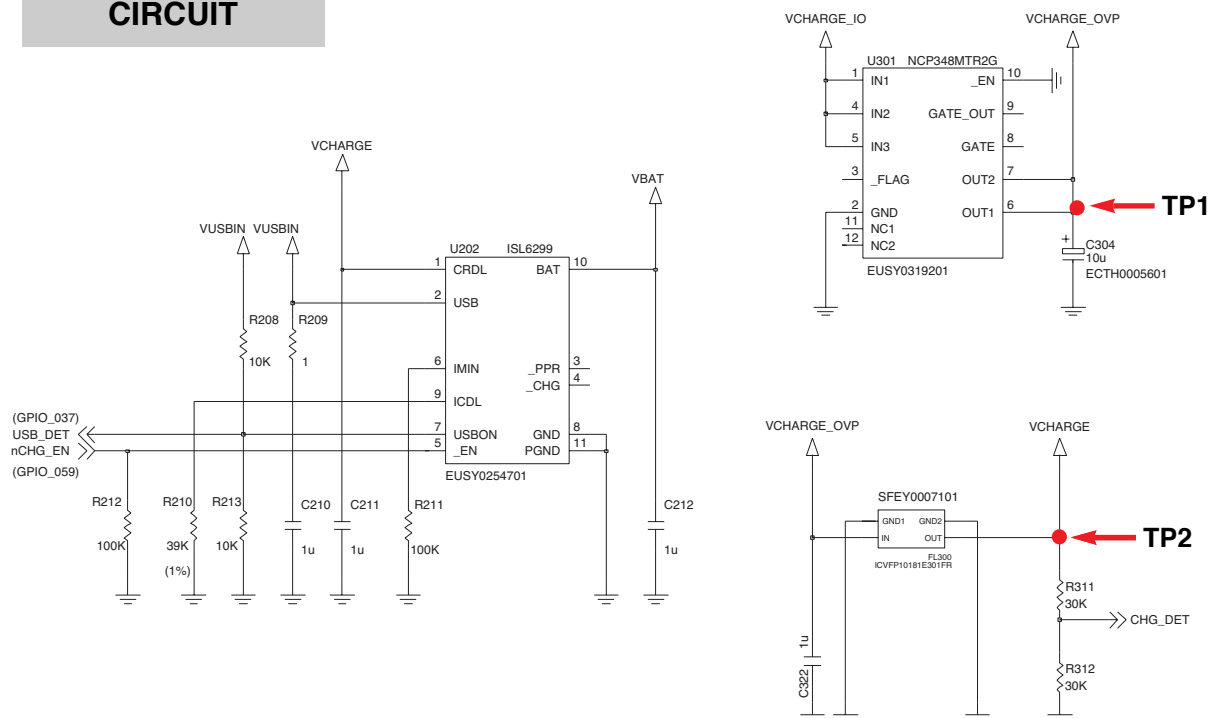 CIRCUIT
VCHARGE
VBAT
VUSBIN VUSBIN
U202 ISL6299
1 CRDL BAT 10
2 USB
R208 R209
10K 1
6 IMIN _PPR 3
_CHG 4
9 ICDL
(GPIO_037)
USB_DET 7 USBON GND 8
nCHG_EN 5 _EN PGND 11
(GPIO_059)
EUSY0254701
R212 R210 R213 C210 C211 R211 C212
100K 39K 10K 1u 1u 100K 1u
(1%)
VCHARGE_IO VCHARGE_OVP
U301 NCP348MTR2G
1 IN1 _EN 10
4 IN2 GATE_OUT 9
5 IN3 GATE 8
3 _FLAG OUT2 7
TP1
2 GND OUT1 6
11 NC1
12 NC2
+ C304
10u
ECTH0005601
EUSY0319201
VCHARGE_OVP VCHARGE
SFEY0007101
GND1 GND2
IN OUT
TP2
FL300
ICVFP10181E301FR
R311
30K
CHG_DET
1u
C322
R312
30K